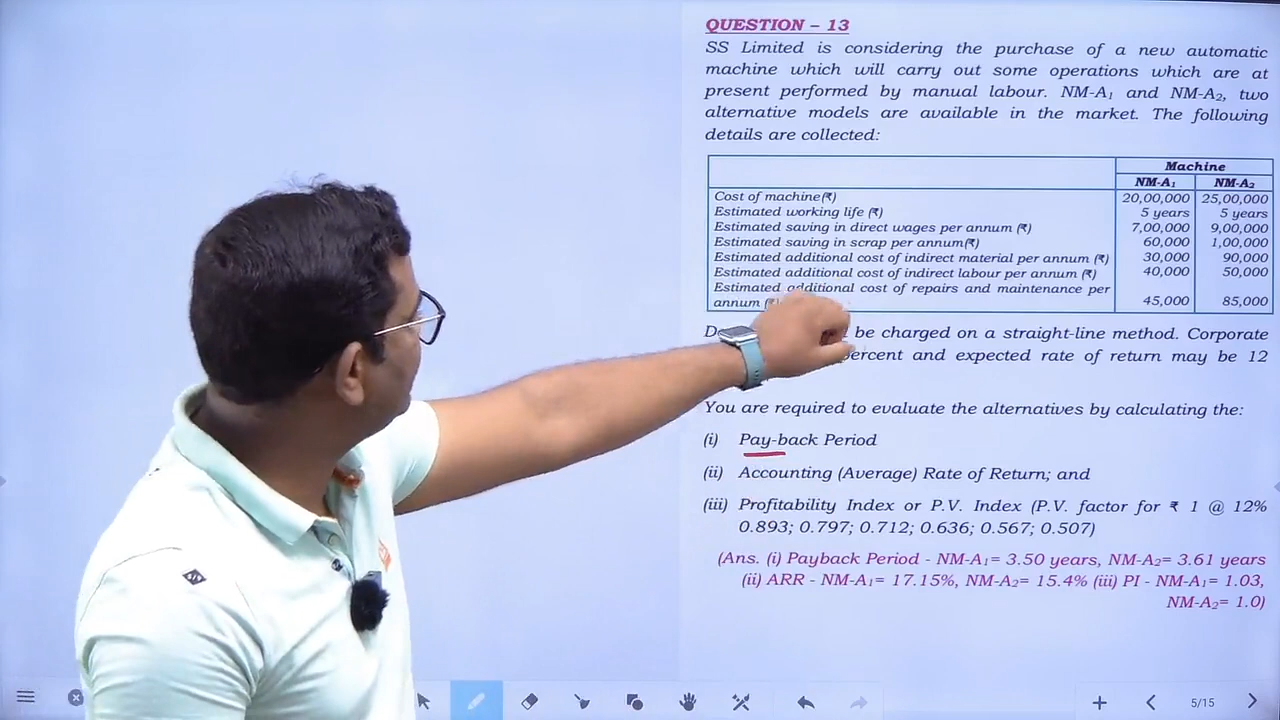 QUESTION – 13
SS Limited is considering the purchase of a new automatic
machine which will carry out some operations which are at
present performed by manual labour. NM-A₁ and NM-A₂, two
alternative models are available in the market. The following
details are collected:
Machine
NM-A₁ NM-A₂
Cost of machine(₹) 20,00,000 25,00,000
Estimated working life (₹) 5 years 5 years
Estimated saving in direct wages per annum (₹) 7,00,000 9,00,000
Estimated saving in scrap per annum(₹) 60,000 1,00,000
Estimated additional cost of indirect material per annum (₹) 30,000 90,000
Estimated additional cost of indirect labour per annum (₹) 40,000 50,000
Estimated additional cost of repairs and maintenance per
annum (₹) 45,000 85,000
be charged on a straight-line method. Corporate
percent and expected rate of return may be 12
You are required to evaluate the alternatives by calculating the:
(i) Pay-back Period
(ii) Accounting (Average) Rate of Return; and
(iii) Profitability Index or P.V. Index (P.V. factor for ₹ 1 @ 12%
0.893; 0.797; 0.712; 0.636; 0.567; 0.507)
(Ans. (i) Payback Period - NM-A₁= 3.50 years, NM-A₂= 3.61 years
(ii) ARR - NM-A₁= 17.15%, NM-A₂= 15.4% (iii) PI - NM-A₁= 1.03,
NM-A₂= 1.0)
5/15